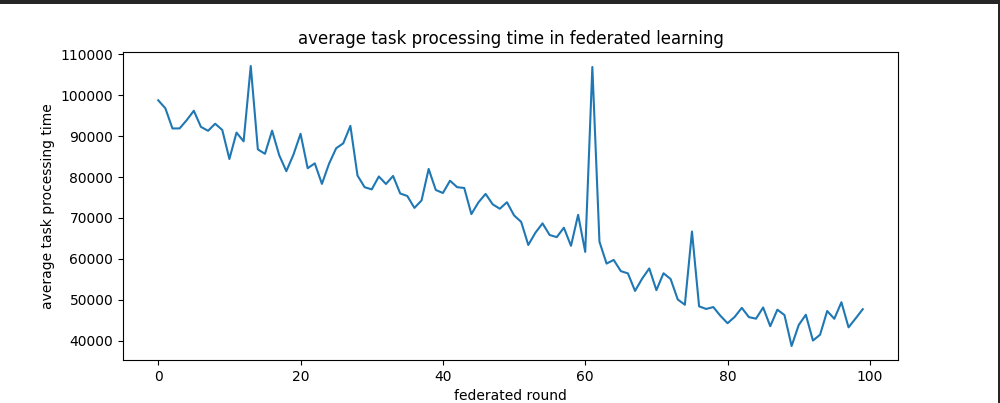 average task processing time in federated learning
110000
100000
90000
80000
70000
60000
50000
40000
average task processing time
0 20 40 60 80 100
federated round